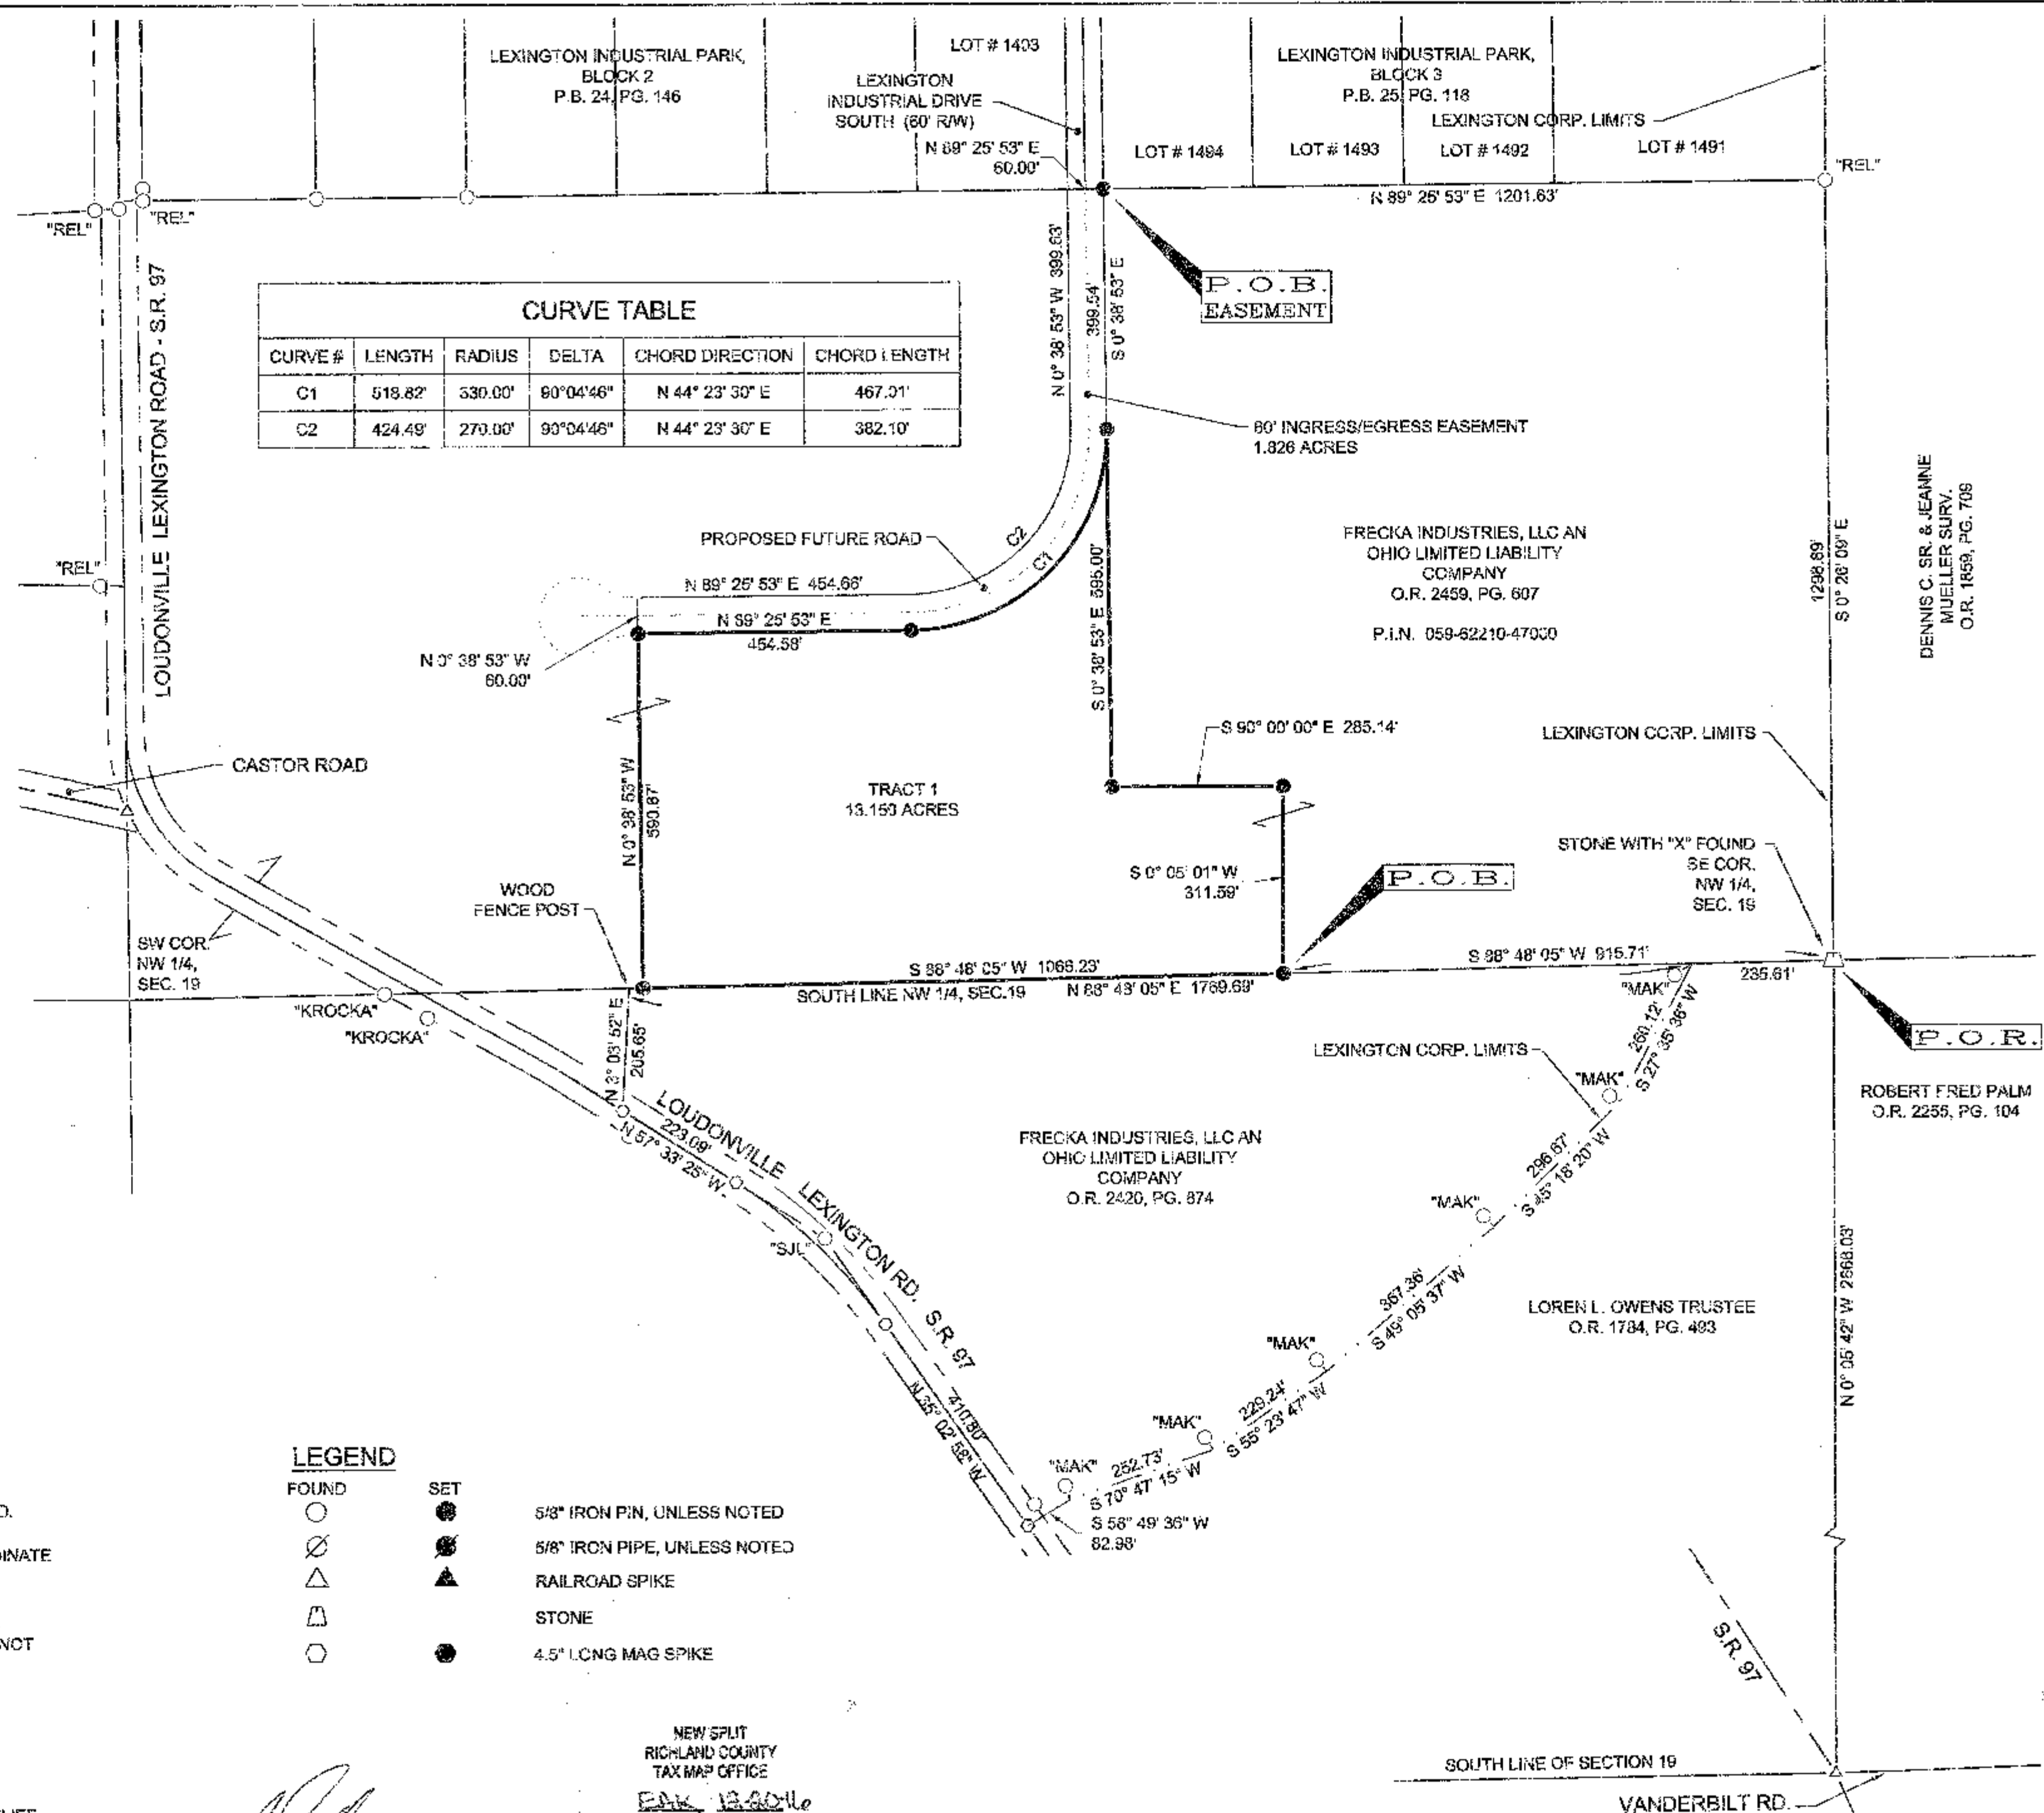 LEXINGTON INDUSTRIAL PARK,
BLOCK 2
P.B. 24, PG. 146
LOT # 1403
LEXINGTON
INDUSTRIAL DRIVE
SOUTH (60' R/W)
N 89° 25' 53" E
60.00'
LEXINGTON INDUSTRIAL PARK,
BLOCK 3
P.B. 25, PG. 118
LEXINGTON CORP. LIMITS
LOT # 1494
LOT # 1493
LOT # 1492
LOT # 1491
"REL"
N 89° 25' 53" E 1201.63'
"REL"
"REL"
LOUDONVILLE LEXINGTON ROAD - S.R. 97
N 0° 38' 53" W 399.63'
399.54'
S 0° 38' 53" E
P.O.B.
EASEMENT
CURVE TABLE
CURVE # LENGTH RADIUS DELTA CHORD DIRECTION CHORD LENGTH
C1 518.82' 330.00' 90°04'46" N 44° 23' 30" E 467.01'
C2 424.49' 270.00' 90°04'46" N 44° 23' 30" E 382.10'
60' INGRESS/EGRESS EASEMENT
1.826 ACRES
DENNIS C. SR. & JEANNE
MUELLER SURV.
O.R. 1859, PG. 709
1298.89'
S 0° 26' 09" E
PROPOSED FUTURE ROAD
C2
C1
FRECKA INDUSTRIES, LLC AN
OHIO LIMITED LIABILITY
COMPANY
O.R. 2459, PG. 607
P.I.N. 059-62210-47000
"REL"
N 89° 25' 53" E 454.66'
N 89° 25' 53" E
454.58'
N 0° 38' 53" W
60.00'
S 0° 38' 53" E 595.00'
S 90° 00' 00" E 285.14'
LEXINGTON CORP. LIMITS
CASTOR ROAD
N 0° 38' 53" W
590.87'
TRACT 1
13.159 ACRES
STONE WITH "X" FOUND
SE COR.
NW 1/4,
SEC. 19
S 0° 05' 01" W
311.59'
P.O.B.
WOOD
FENCE POST
SW COR.
NW 1/4,
SEC. 19
S 88° 48' 05" W 1066.23'
S 88° 48' 05" W 915.71'
235.61'
SOUTH LINE NW 1/4, SEC.19
N 88° 48' 05" E 1769.69'
"KROCKA"
"KROCKA"
"MAK"
P.O.R.
N 3° 03' 52" E
205.65'
260.12'
S 27° 35' 36" W
LEXINGTON CORP. LIMITS
"MAK"
ROBERT FRED PALM
O.R. 2255, PG. 104
LOUDONVILLE LEXINGTON RD. S.R. 97
223.09'
N 57° 33' 25" W
FRECKA INDUSTRIES, LLC AN
OHIO LIMITED LIABILITY
COMPANY
O.R. 2420, PG. 874
296.67'
S 45° 18' 20" W
"MAK"
"SJL"
367.36'
S 49° 05' 37" W
LOREN L. OWENS TRUSTEE
O.R. 1784, PG. 493
N 0° 05' 42" W 2668.03'
"MAK"
229.24'
S 55° 23' 47" W
410.80'
N 35° 02' 58" W
"MAK"
"MAK"
252.73'
S 70° 47' 15" W
S 58° 49' 36" W
82.98'
LEGEND
FOUND SET
5/8" IRON PIN, UNLESS NOTED
5/8" IRON PIPE, UNLESS NOTED
RAILROAD SPIKE
STONE
4.5" LONG MAG SPIKE
D.
DINATE
NOT
S.R. 97
NEW SPLIT
RICHLAND COUNTY
TAX MAP OFFICE
SOUTH LINE OF SECTION 19
VANDERBILT RD.